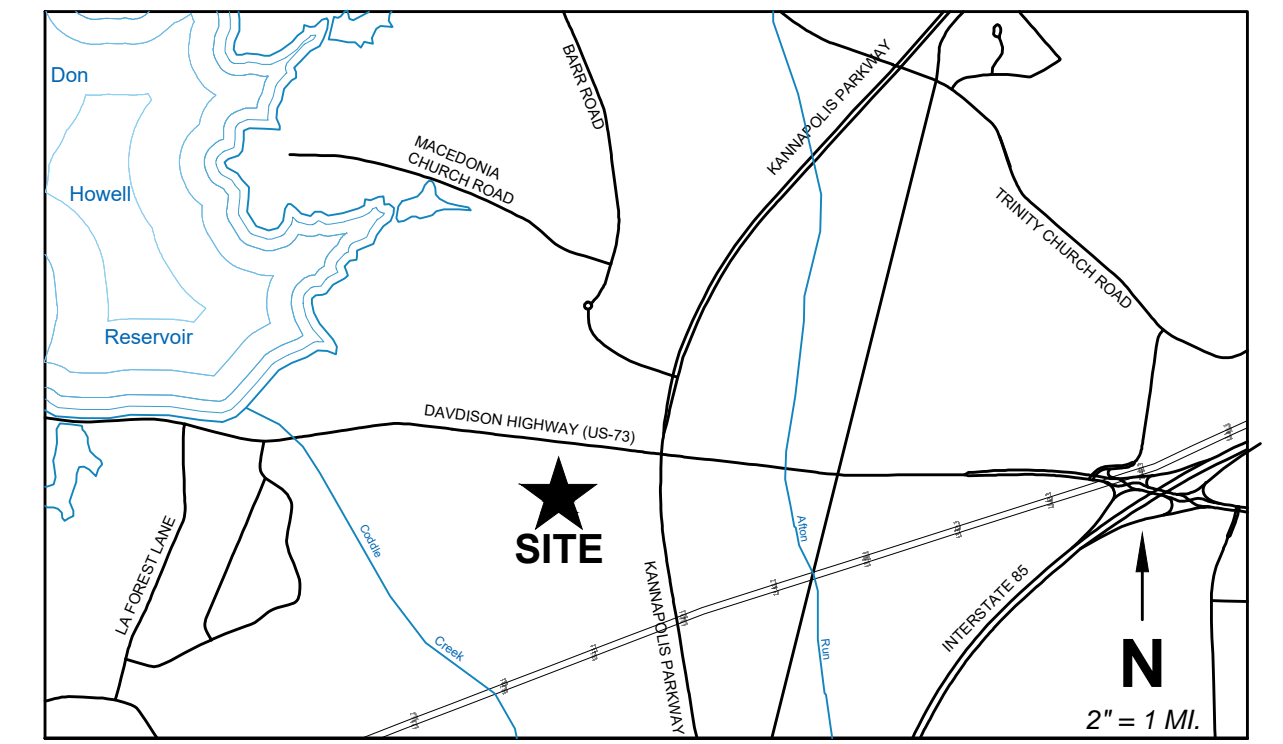 Don
Howell
Reservoir
BARR ROAD
MACEDONIA
CHURCH ROAD
KANNAPOLIS PARKWAY
TRINITY CHURCH ROAD
DAVDISON HIGHWAY (US-73)
LA FOREST LANE
Coddle
Creek
SITE
KANNAPOLIS PARKWAY
Afton
Run
INTERSTATE 85
N
2" = 1 MI.